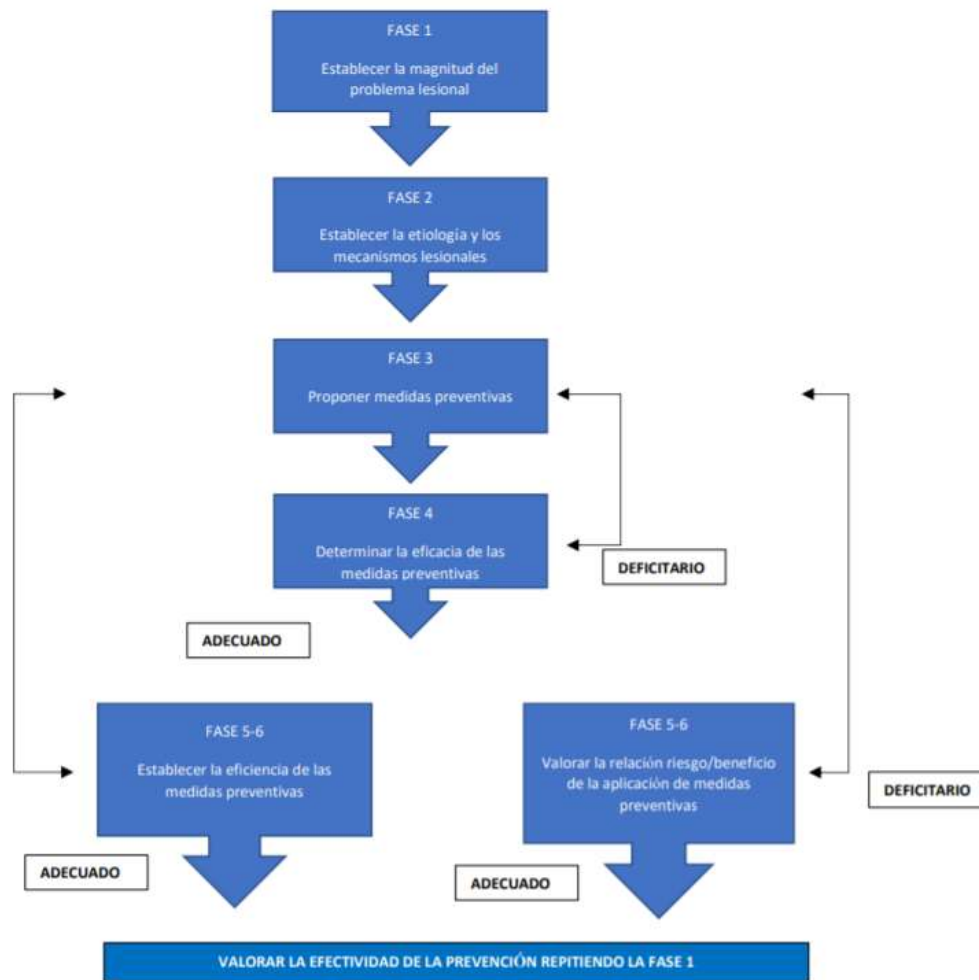 FASE 1
Establecer la magnitud del
problema lesional
FASE 2
Establecer la etiología y los
mecanismos lesionales
FASE 3
Proponer medidas preventivas
FASE 4
Determinar la eficacia de las
medidas preventivas
DEFICITARIO
ADECUADO
FASE 5-6
Establecer la eficiencia de las
medidas preventivas
FASE 5-6
Valorar la relación riesgo/beneficio
de la aplicación de medidas
preventivas
DEFICITARIO
ADECUADO
ADECUADO
VALORAR LA EFECTIVIDAD DE LA PREVENCIÓN REPITIENDO LA FASE 1